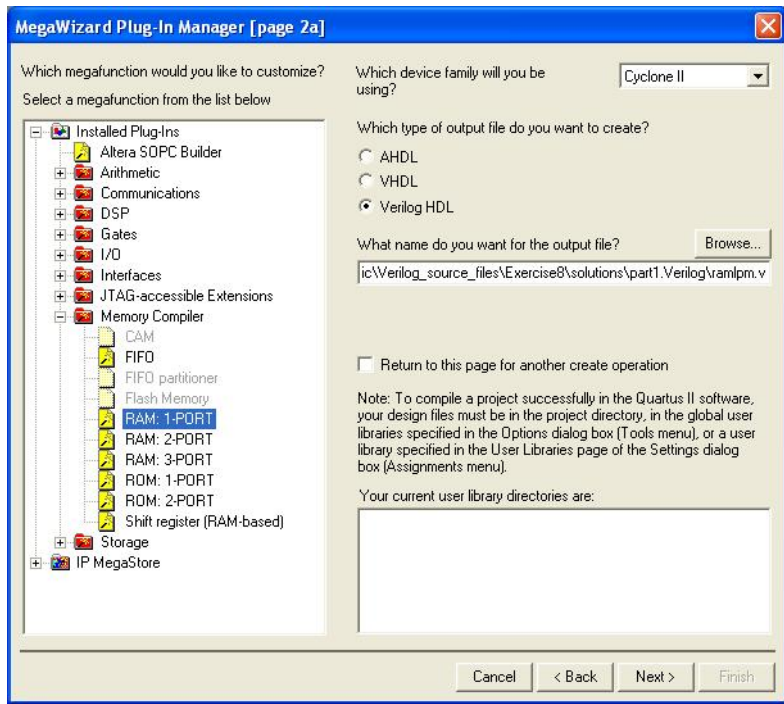 MegaWizard Plug-In Manager [page 2a]
Which megafunction would you like to customize?
Select a megafunction from the list below
Installed Plug-Ins
Altera SOPC Builder
Arithmetic
Communications
DSP
Gates
I/O
Interfaces
JTAG-accessible Extensions
Memory Compiler
CAM
FIFO
FIFO partitioner
Flash Memory
RAM: 1-PORT
RAM: 2-PORT
RAM: 3-PORT
ROM: 1-PORT
ROM: 2-PORT
Shift register (RAM-based)
Storage
IP MegaStore
Which device family will you be
using?
Cyclone II
Which type of output file do you want to create?
AHDL
VHDL
Verilog HDL
What name do you want for the output file?
Browse...
ic\Verilog_source_files\Exercise8\solutions\part1.Verilog\ramlpm.v
Return to this page for another create operation
Note: To compile a project successfully in the Quartus II software,
your design files must be in the project directory, in the global user
libraries specified in the Options dialog box (Tools menu), or a user
library specified in the User Libraries page of the Settings dialog
box (Assignments menu).
Your current user library directories are:
Cancel
< Back
Next >
Finish